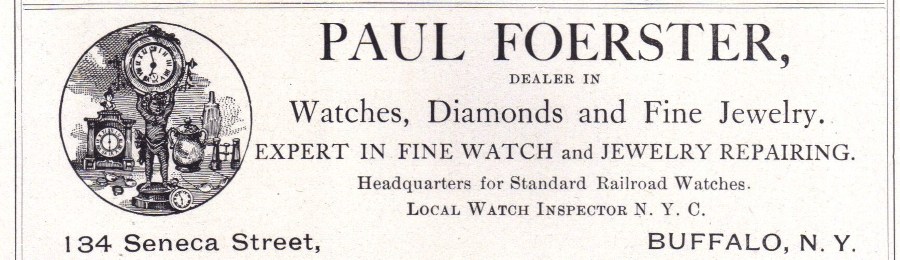 PAUL FOERSTER,
DEALER IN
Watches, Diamonds and Fine Jewelry.
EXPERT IN FINE WATCH and JEWELRY REPAIRING.
Headquarters for Standard Railroad Watches.
LOCAL WATCH INSPECTOR N. Y. C.
134 Seneca Street, BUFFALO, N. Y.